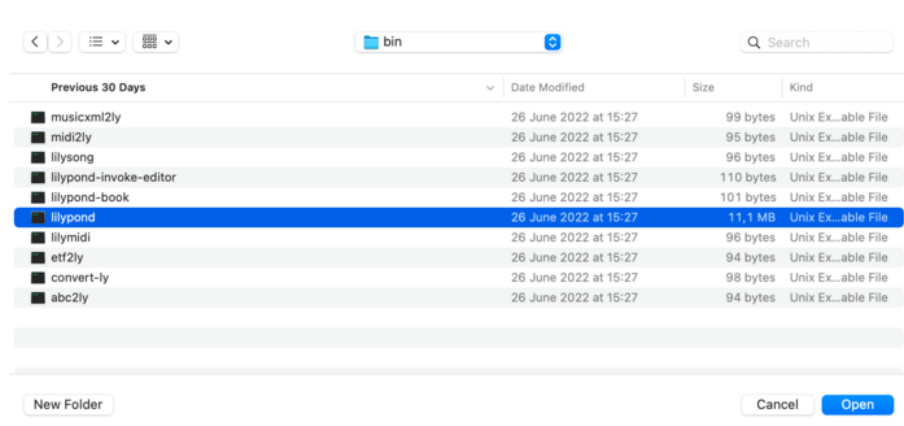 bin
Search
Previous 30 Days Date Modified Size Kind
musicxml2ly 26 June 2022 at 15:27 99 bytes Unix Ex...able File
midi2ly 26 June 2022 at 15:27 95 bytes Unix Ex...able File
lilysong 26 June 2022 at 15:27 96 bytes Unix Ex...able File
lilypond-invoke-editor 26 June 2022 at 15:27 110 bytes Unix Ex...able File
lilypond-book 26 June 2022 at 15:27 101 bytes Unix Ex...able File
lilypond 26 June 2022 at 15:27 11,1 MB Unix Ex...able File
lilymidi 26 June 2022 at 15:27 96 bytes Unix Ex...able File
etf2ly 26 June 2022 at 15:27 94 bytes Unix Ex...able File
convert-ly 26 June 2022 at 15:27 98 bytes Unix Ex...able File
abc2ly 26 June 2022 at 15:27 94 bytes Unix Ex...able File
New Folder Cancel Open